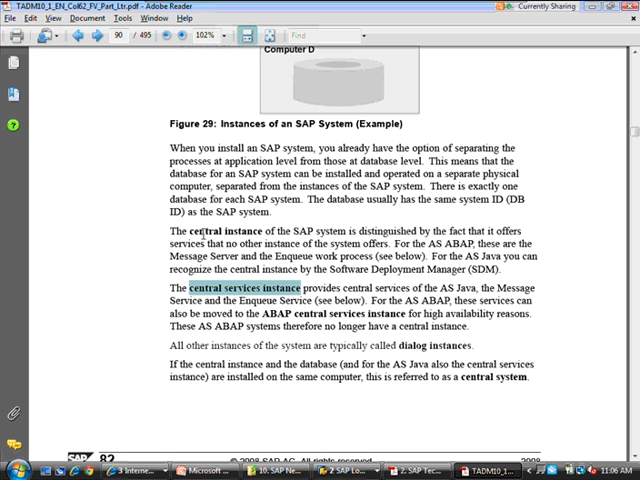 TADM10_1_EN_Col62_FV_Part_Ltr.pdf - Adobe Reader
Currently Sharing
File Edit View Document Tools Window Help
90 / 495 102% Find
Computer D
Figure 29: Instances of an SAP System (Example)
When you install an SAP system, you already have the option of separating the
processes at application level from those at database level. This means that the
database for an SAP system can be installed and operated on a separate physical
computer, separated from the instances of the SAP system. There is exactly one
database for each SAP system. The database usually has the same system ID (DB
ID) as the SAP system.
The central instance of the SAP system is distinguished by the fact that it offers
services that no other instance of the system offers. For the AS ABAP, these are the
Message Server and the Enqueue work process (see below). For the AS Java you can
recognize the central instance by the Software Deployment Manager (SDM).
The central services instance provides central services of the AS Java, the Message
Service and the Enqueue Service (see below). For the AS ABAP, these services can
also be moved to the ABAP central services instance for high availability reasons.
These AS ABAP systems therefore no longer have a central instance.
All other instances of the system are typically called dialog instances.
If the central instance and the database (and for the AS Java also the central services
instance) are installed on the same computer, this is referred to as a central system.
SAP 82 © 2008 SAP AG. All rights reserved. 2008
3 Interne... Microsoft ... 10. SAP Ne... 2 SAP Lo... 2. SAP Tec... TADM10_1... 11:06 AM